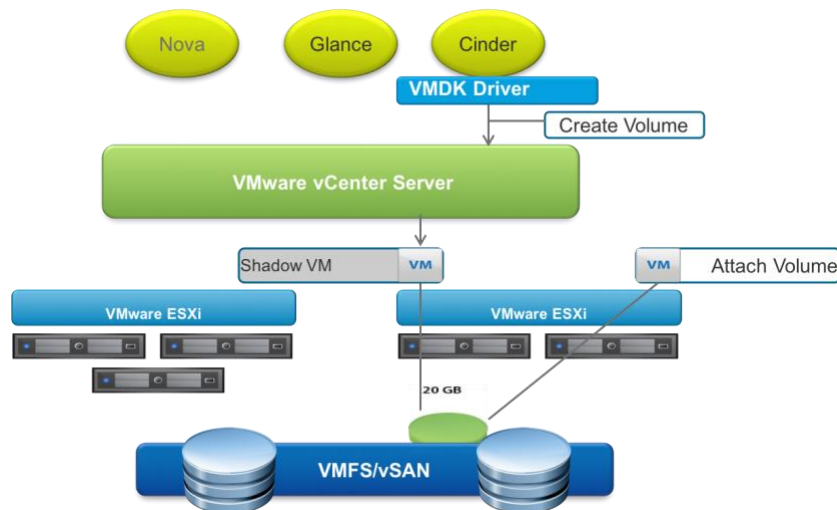 Nova
Glance
Cinder
VMDK Driver
Create Volume
VMware vCenter Server
Shadow VM
VM
VM
Attach Volume
VMware ESXi
VMware ESXi
20 GB
VMFS/vSAN